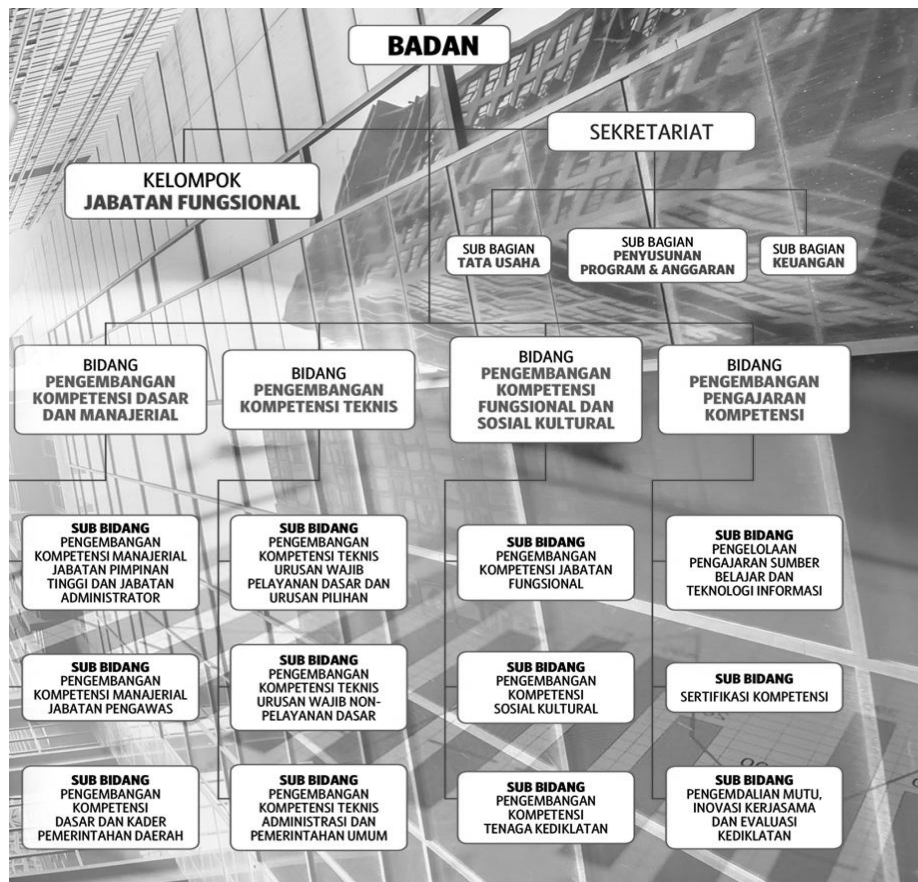 BADAN
SEKRETARIAT
KELOMPOK
JABATAN FUNGSIONAL
SUB BAGIAN
TATA USAHA
SUB BAGIAN
PENYUSUNAN
PROGRAM & ANGGARAN
SUB BAGIAN
KEUANGAN
BIDANG
PENGEMBANGAN
KOMPETENSI DASAR
DAN MANAJERIAL
BIDANG
PENGEMBANGAN
KOMPETENSI TEKNIS
BIDANG
PENGEMBANGAN
KOMPETENSI
FUNGSIONAL DAN
SOSIAL KULTURAL
BIDANG
PENGEMBANGAN
PENGAJARAN
KOMPETENSI
SUB BIDANG
PENGEMBANGAN
KOMPETENSI MANAJERIAL
JABATAN PIMPINAN
TINGGI DAN JABATAN
ADMINISTRATOR
SUB BIDANG
PENGEMBANGAN
KOMPETENSI TEKNIS
URUSAN WAJIB
PELAYANAN DASAR DAN
URUSAN PILIHAN
SUB BIDANG
PENGEMBANGAN
KOMPETENSI JABATAN
FUNGSIONAL
SUB BIDANG
PENGELOLAAN
PENGAJARAN SUMBER
BELAJAR DAN
TEKNOLOGI INFORMASI
SUB BIDANG
PENGEMBANGAN
KOMPETENSI MANAJERIAL
JABATAN PENGAWAS
SUB BIDANG
PENGEMBANGAN
KOMPETENSI TEKNIS
URUSAN WAJIB NON-
PELAYANAN DASAR
SUB BIDANG
PENGEMBANGAN
KOMPETENSI
SOSIAL KULTURAL
SUB BIDANG
SERTIFIKASI KOMPETENSI
SUB BIDANG
PENGEMBANGAN
KOMPETENSI
DASAR DAN KADER
PEMERINTAHAN DAERAH
SUB BIDANG
PENGEMBANGAN
KOMPETENSI TEKNIS
ADMINISTRASI DAN
PEMERINTAHAN UMUM
SUB BIDANG
PENGEMBANGAN
KOMPETENSI
TENAGA KEDIKLATAN
SUB BIDANG
PENGEMDALIAN MUTU,
INOVASI KERJASAMA
DAN EVALUASI
KEDIKLATAN